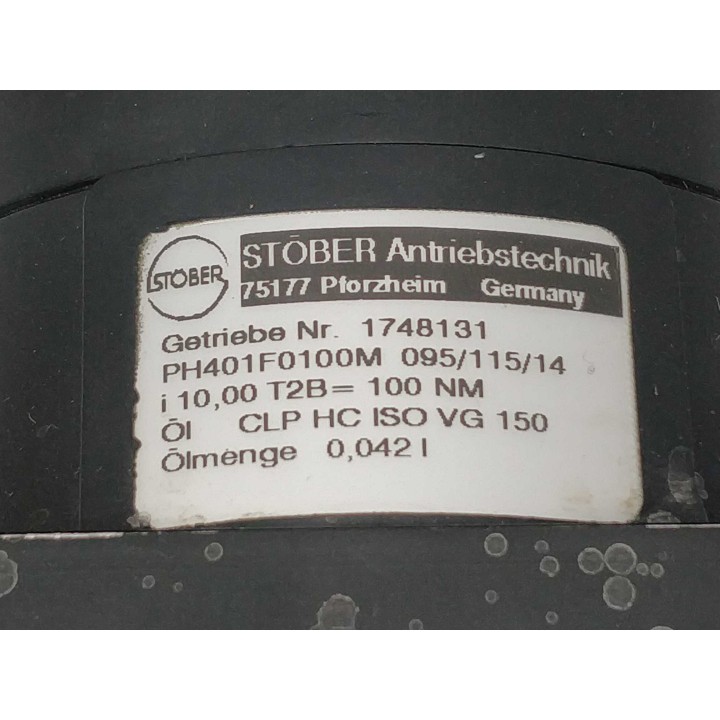 STÖBER
STÖBER Antriebstechnik
75177 Pforzheim Germany
Getriebe Nr. 1748131
PH401F0100M 095/115/14
i 10,00 T2B= 100 NM
Öl CLP HC ISO VG 150
Ölmenge 0,042 l